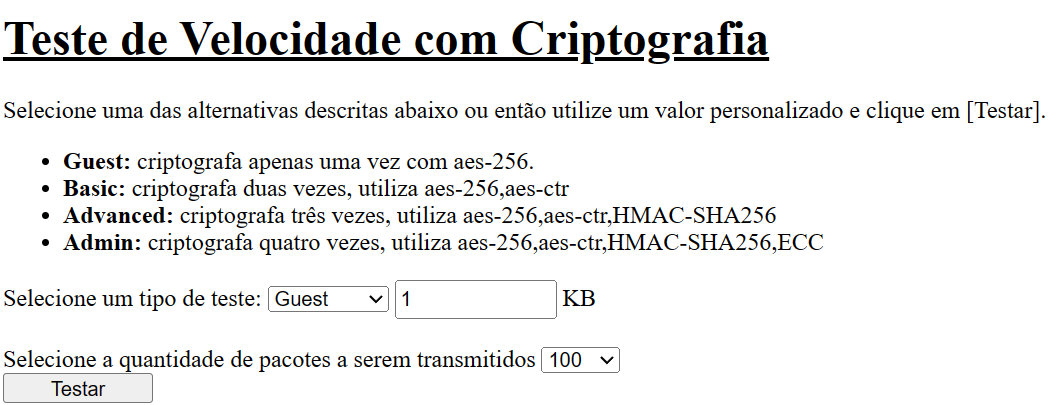 Teste de Velocidade com Criptografia
Selecione uma das alternativas descritas abaixo ou então utilize um valor personalizado e clique em [Testar].
• Guest: criptografa apenas uma vez com aes-256.
• Basic: criptografa duas vezes, utiliza aes-256,aes-ctr
• Advanced: criptografa três vezes, utiliza aes-256,aes-ctr,HMAC-SHA256
• Admin: criptografa quatro vezes, utiliza aes-256,aes-ctr,HMAC-SHA256,ECC
Selecione um tipo de teste: Guest 1 KB
Selecione a quantidade de pacotes a serem transmitidos 100
Testar